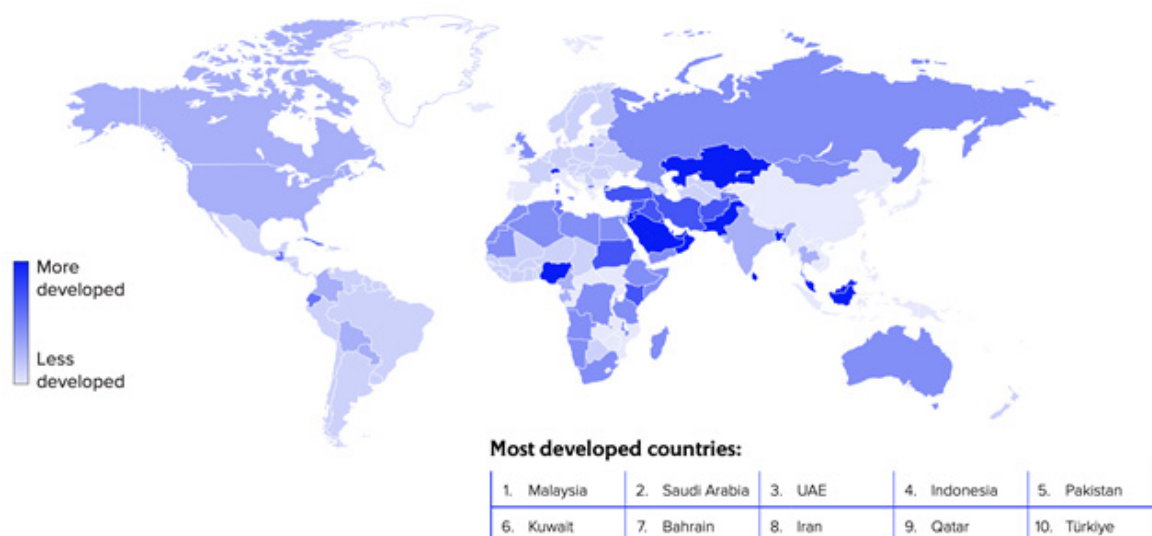 More
developed
Less
developed
Most developed countries:
1. Malaysia 2. Saudi Arabia 3. UAE 4. Indonesia 5. Pakistan
6. Kuwait 7. Bahrain 8. Iran 9. Qatar 10. Türkiye